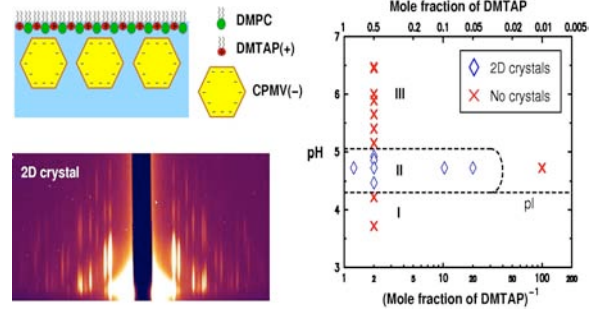 DMPC
DMTAP(+)
CPMV(−)
2D crystal
Mole fraction of DMTAP
1 0.5 0.2 0.1 0.05 0.02 0.01 0.005
2D crystals
No crystals
7
6
5
4
3
pH
III
II
I
pI
1 2 5 10 20 50 100 200
(Mole fraction of DMTAP)⁻¹